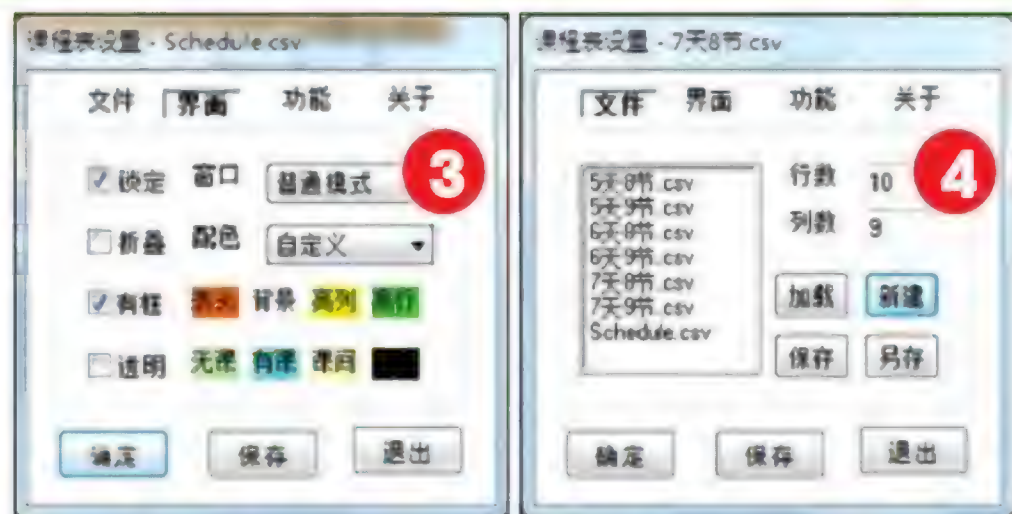 课程表设置 - Schedule.csv
文件 界面 功能 关于
锁定 窗口 普通模式
折叠 配色 自定义
有框 背景 高列
透明 无课 有课 课间
确定 保存 退出
3
课程表设置 - 7天8节.csv
文件 界面 功能 关于
5天8节.csv
5天9节.csv
6天8节.csv
6天9节.csv
7天8节.csv
7天9节.csv
Schedule.csv
行数 10
列数 9
加载 新建
保存 另存
确定 保存 退出
4